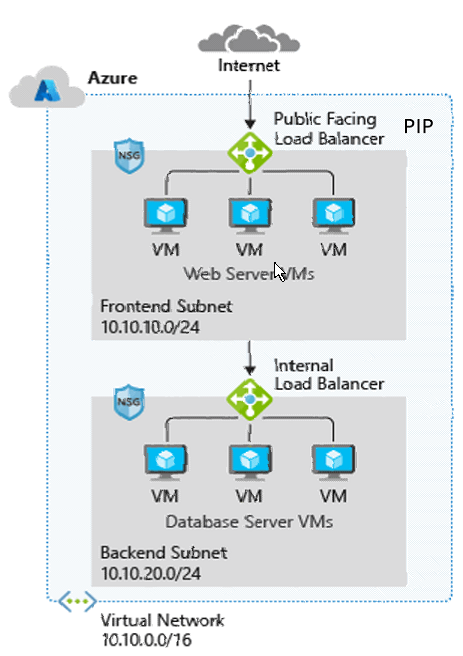 Internet
Azure
Public Facing
Load Balancer
PIP
NSG
VM VM VM
Web Server VMs
Frontend Subnet
10.10.10.0/24
Internal
Load Balancer
NSG
VM VM VM
Database Server VMs
Backend Subnet
10.10.20.0/24
Virtual Network
10.10.0.0/16